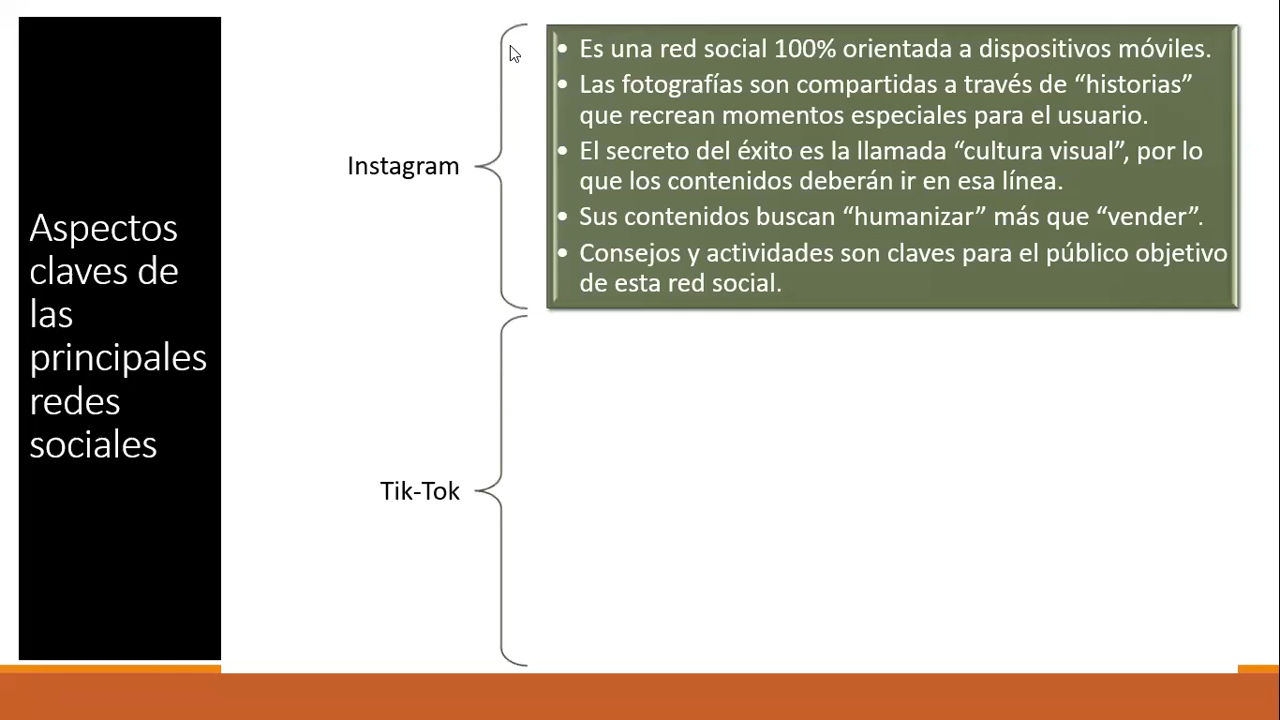 Aspectos
claves de
las
principales
redes
sociales
Instagram
• Es una red social 100% orientada a dispositivos móviles.
• Las fotografías son compartidas a través de “historias”
que recrean momentos especiales para el usuario.
• El secreto del éxito es la llamada “cultura visual”, por lo
que los contenidos deberán ir en esa línea.
• Sus contenidos buscan “humanizar” más que “vender”.
• Consejos y actividades son claves para el público objetivo
de esta red social.
Tik-Tok